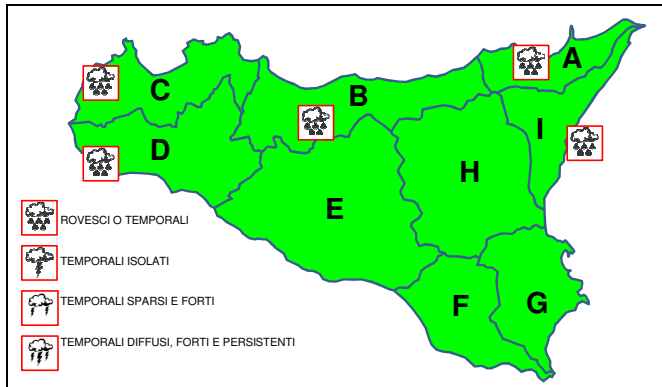 A
C
B
I
D
H
E
ROVESCI O TEMPORALI
TEMPORALI ISOLATI
TEMPORALI SPARSI E FORTI
F
G
TEMPORALI DIFFUSI, FORTI E PERSISTENTI